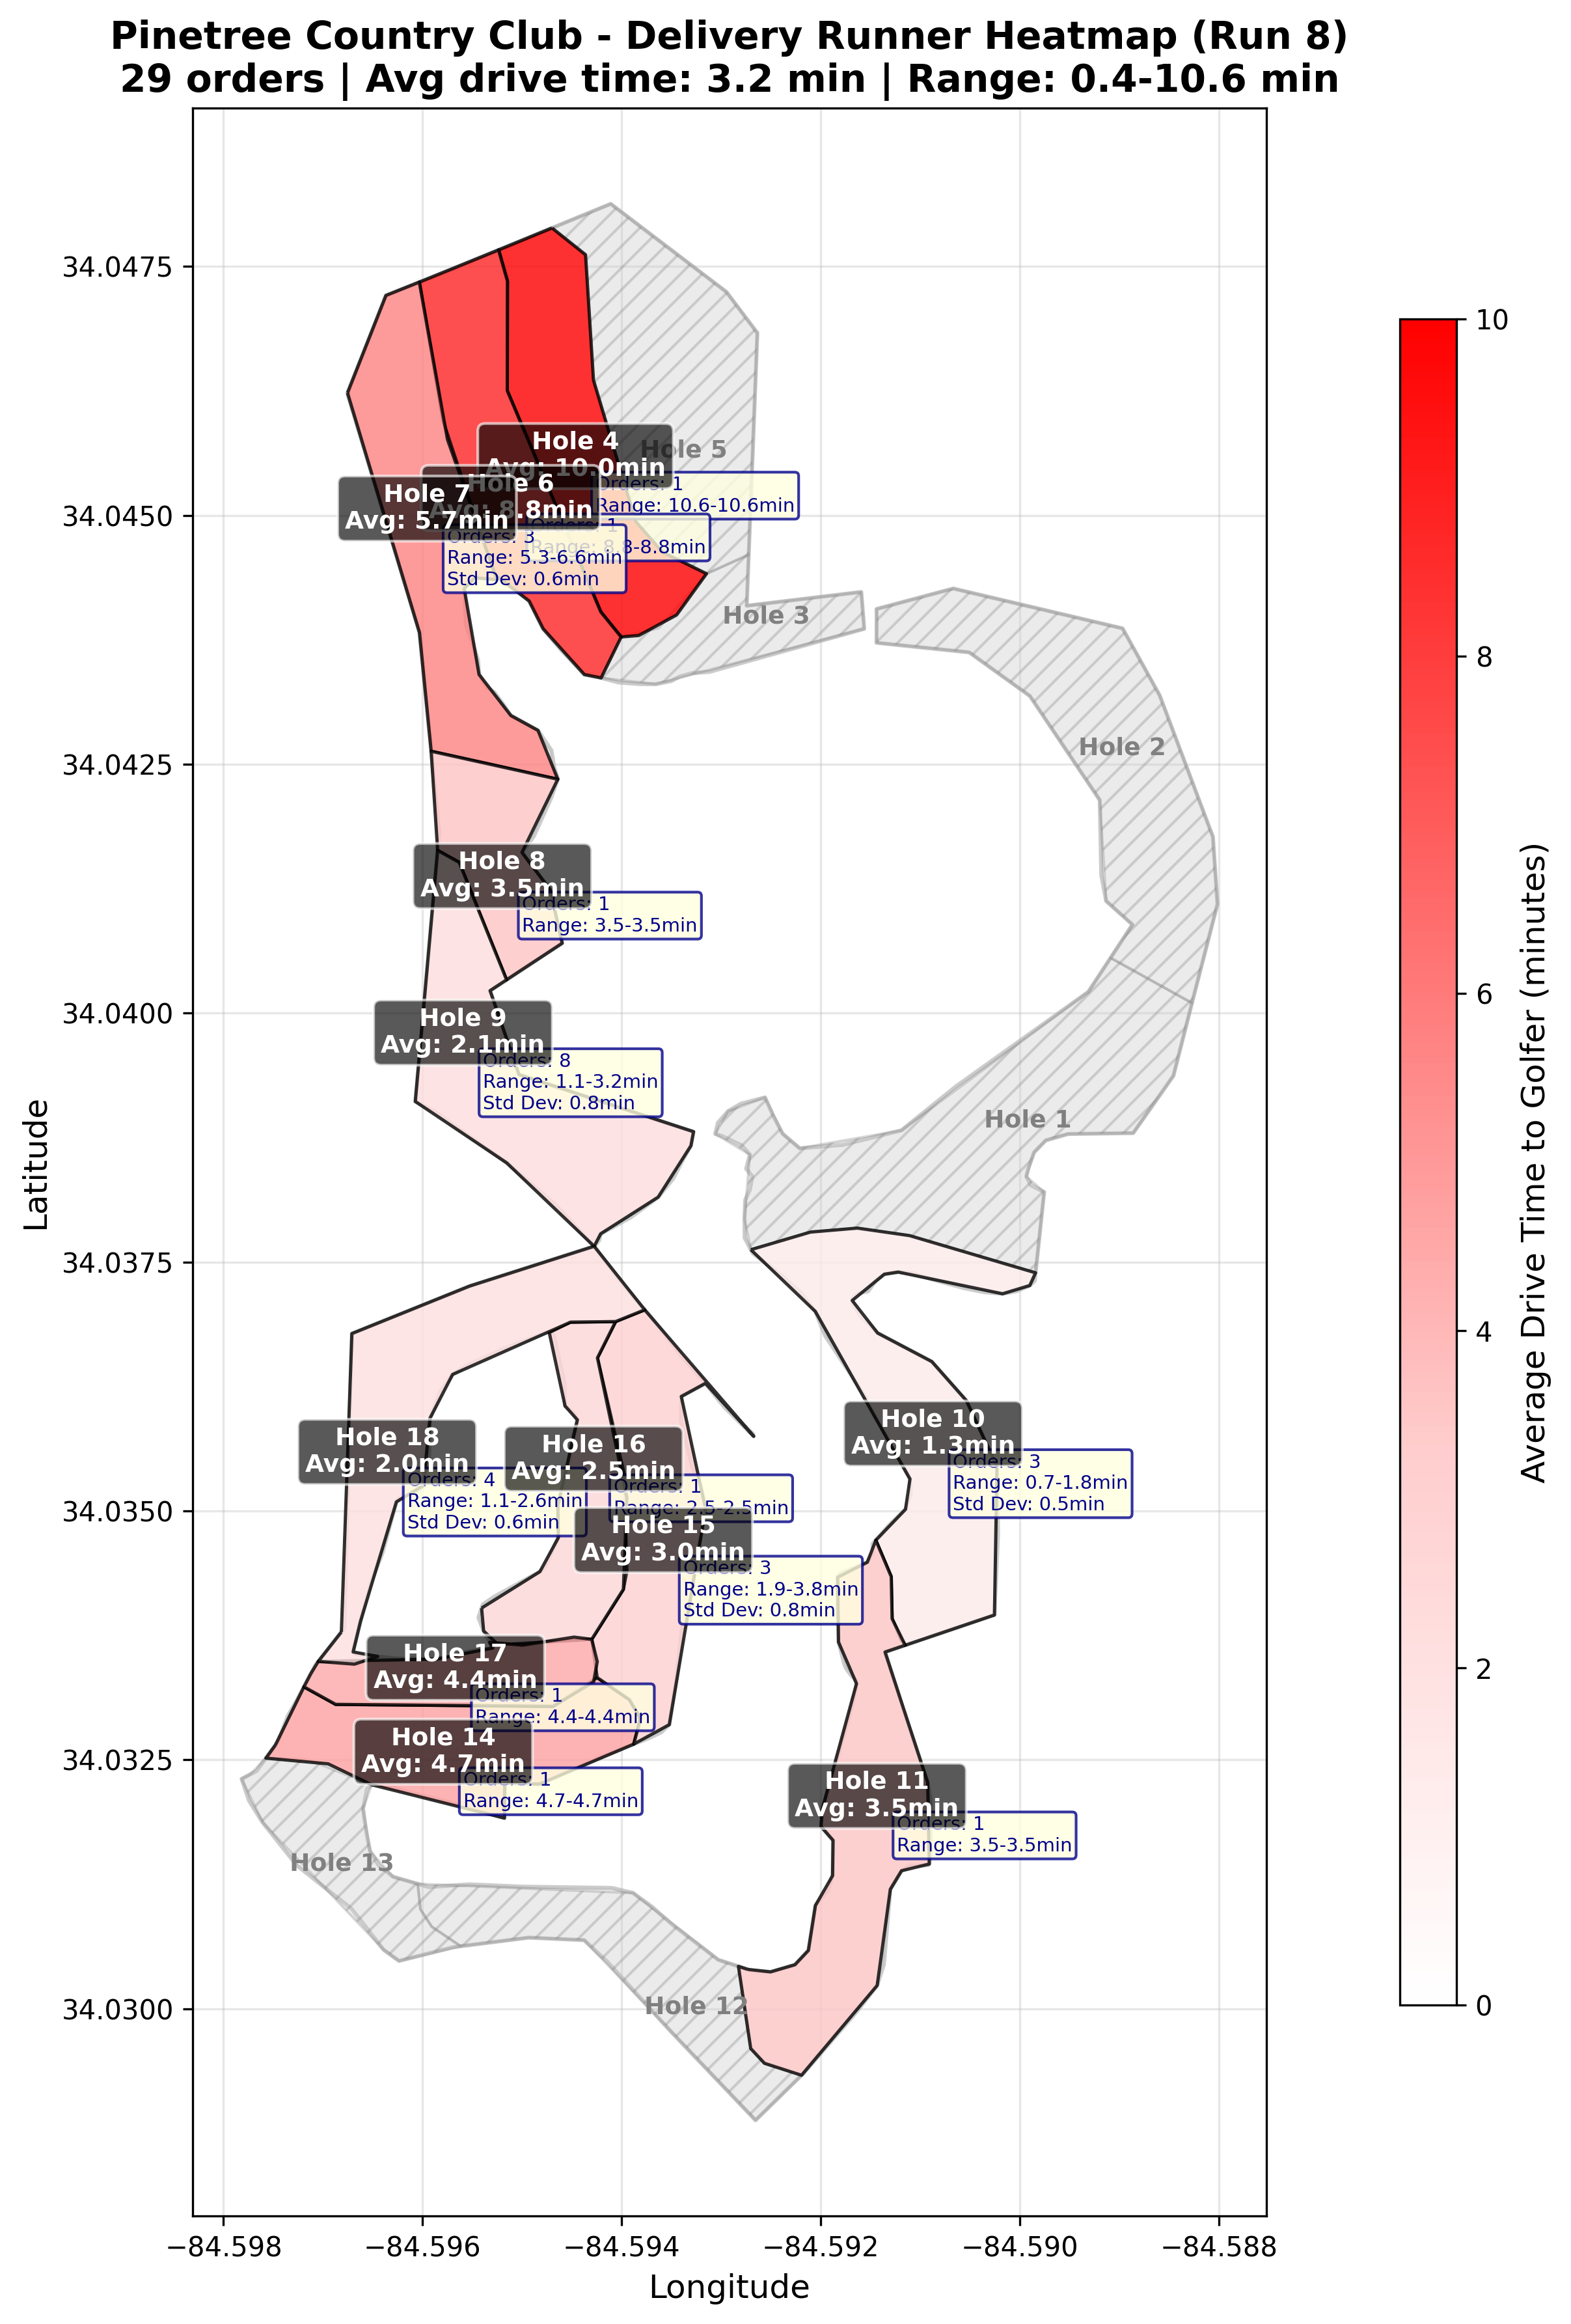 Pinetree Country Club - Delivery Runner Heatmap (Run 8)
29 orders | Avg drive time: 3.2 min | Range: 0.4-10.6 min
Latitude
34.0475
34.0450
34.0425
34.0400
34.0375
34.0350
34.0325
34.0300
Hole 4
Avg: 10.0min
Hole 5
Orders: 1
Range: 10.6-10.6min
Hole 6
8.8min
Orders: 1
Range: 8.8-8.8min
Hole 7
Avg: 5.7min
Orders: 3
Range: 5.3-6.6min
Std Dev: 0.6min
Hole 3
Hole 2
Hole 8
Avg: 3.5min
Orders: 1
Range: 3.5-3.5min
Hole 9
Avg: 2.1min
Orders: 8
Range: 1.1-3.2min
Std Dev: 0.8min
Hole 1
Hole 10
Avg: 1.3min
Orders: 3
Range: 0.7-1.8min
Std Dev: 0.5min
Hole 18
Avg: 2.0min
Orders: 4
Range: 1.1-2.6min
Std Dev: 0.6min
Hole 16
Avg: 2.5min
Orders: 1
Range: 2.5-2.5min
Hole 15
Avg: 3.0min
Orders: 3
Range: 1.9-3.8min
Std Dev: 0.8min
Hole 17
Avg: 4.4min
Orders: 1
Range: 4.4-4.4min
Hole 14
Avg: 4.7min
Orders: 1
Range: 4.7-4.7min
Hole 11
Avg: 3.5min
Orders: 1
Range: 3.5-3.5min
Hole 13
Hole 12
−84.598
−84.596
−84.594
−84.592
−84.590
−84.588
Longitude
10
8
6
4
2
0
Average Drive Time to Golfer (minutes)